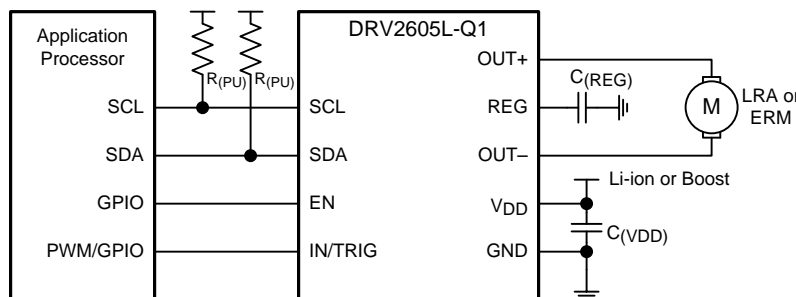 Application
Processor
SCL
SDA
GPIO
PWM/GPIO
R(PU)
R(PU)
DRV2605L-Q1
SCL
SDA
EN
IN/TRIG
OUT+
REG
OUT–
VDD
GND
C(REG)
M
LRA or
ERM
Li-ion or Boost
C(VDD)